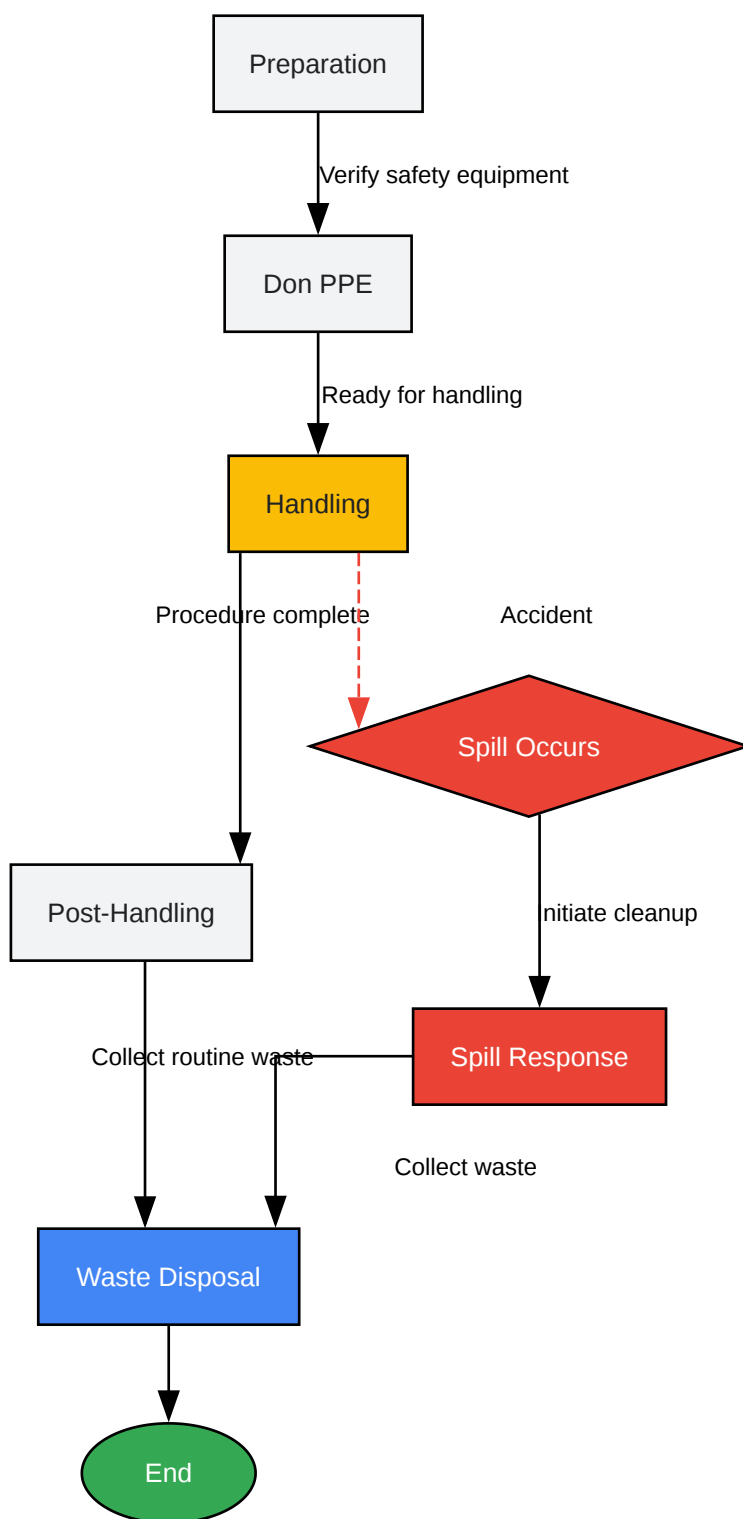 Preparation
Verify safety equipment
Don PPE
Ready for handling
Handling
Procedure complete
Accident
Spill Occurs
Post-Handling
Initiate cleanup
Collect routine waste
Spill Response
Collect waste
Waste Disposal
End